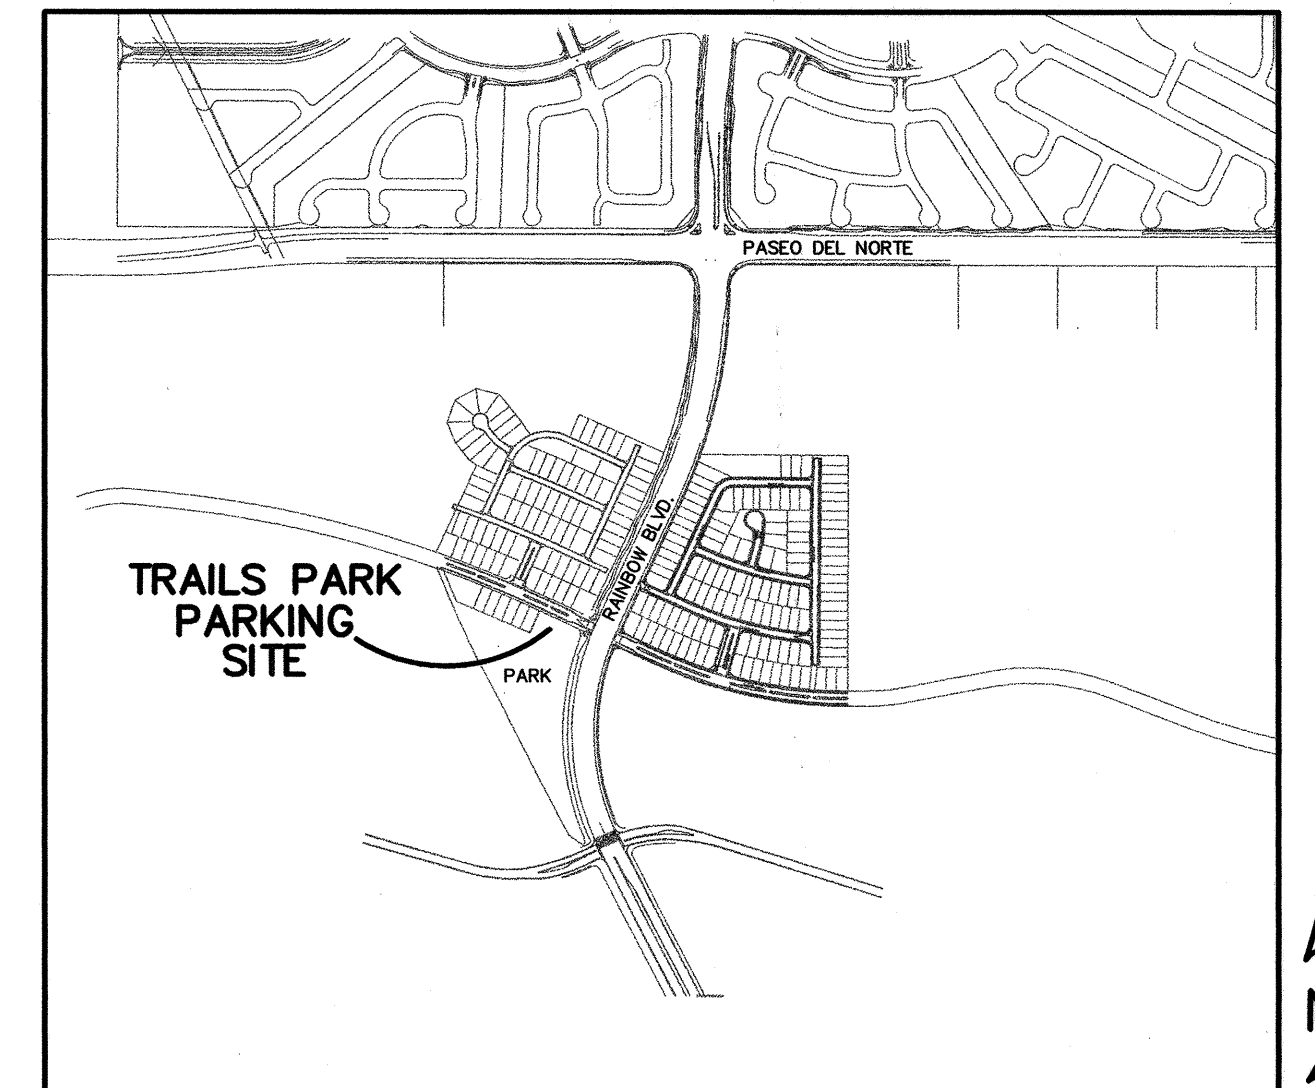 PASEO DEL NORTE
RAINBOW BLVD.
TRAILS PARK
PARKING
SITE
PARK